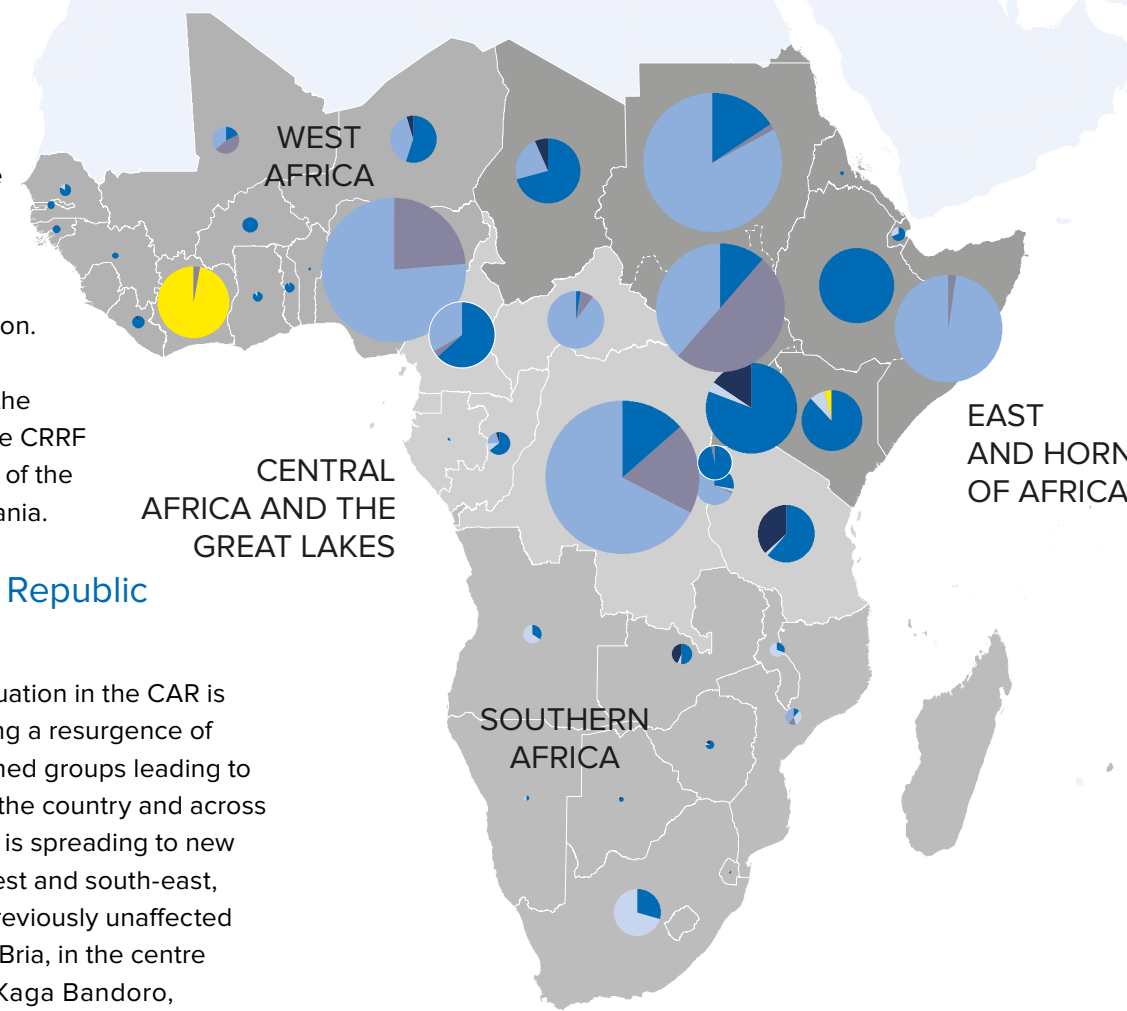 on.
the
e CRRF
of the
ania.
Republic
uation in the CAR is
ng a resurgence of
ned groups leading to
the country and across
is spreading to new
est and south-east,
reviously unaffected
Bria, in the centre
Kaga Bandoro,
WEST
AFRICA
CENTRAL
AFRICA AND THE
GREAT LAKES
EAST
AND HORN
OF AFRICA
SOUTHERN
AFRICA